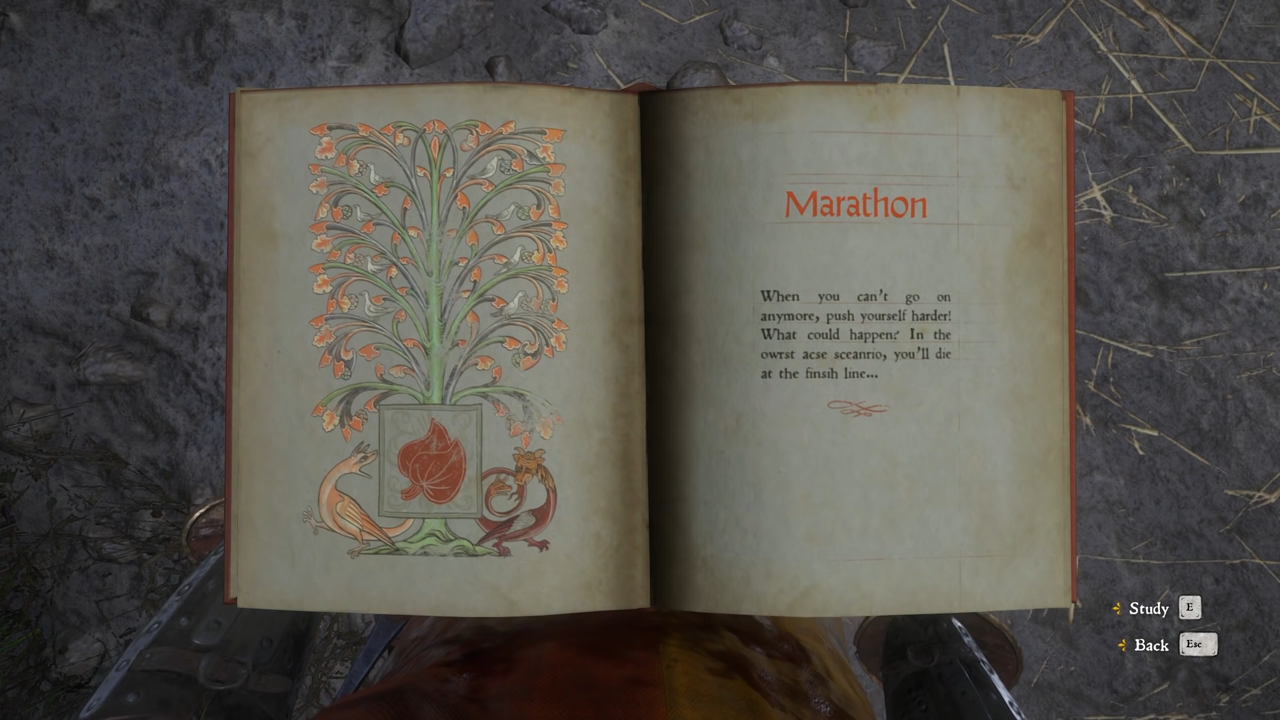 Marathon
When you can't go on
anymore, push yourself harder!
What could happen? In the
owrst acse sceanrio, you'll die
at the finsih line...
Study E
Back Esc